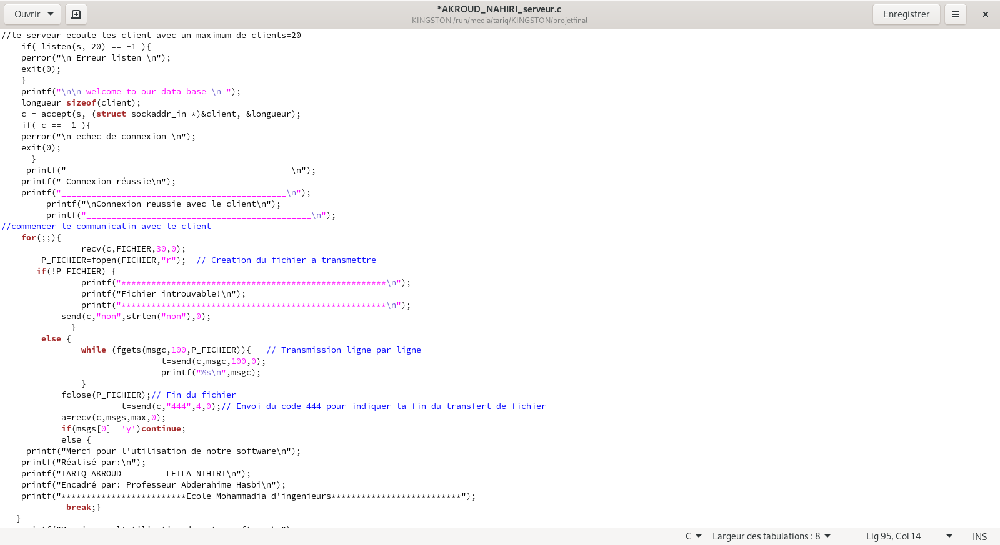 Ouvrir
*AKROUD_NAHIRI_serveur.c
KINGSTON /run/media/tariq/KINGSTON/projetfinal
Enregistrer
//le serveur ecoute les client avec un maximum de clients=20
if( listen(s, 20) == -1 ){
perror("\n Erreur listen \n");
exit(0);
}
printf("\n\n welcome to our data base \n ");
longueur=sizeof(client);
c = accept(s, (struct sockaddr_in *)&client, &longueur);
if( c == -1 ){
perror("\n echec de connexion \n");
exit(0);
}
printf("_____________________________________________\n");
printf(" Connexion réussie\n");
printf("_____________________________________________\n");
printf("\nConnexion reussie avec le client\n");
printf("_____________________________________________\n");
//commencer le communicatin avec le client
for(;;){
recv(c,FICHIER,30,0);
P_FICHIER=fopen(FICHIER,"r");  // Creation du fichier a transmettre
if(!P_FICHIER) {
printf("*****************************************************\n");
printf("Fichier introuvable!\n");
printf("*****************************************************\n");
send(c,"non",strlen("non"),0);
}
else {
while (fgets(msgc,100,P_FICHIER)){   // Transmission ligne par ligne
t=send(c,msgc,100,0);
printf("%s\n",msgc);
}
fclose(P_FICHIER);// Fin du fichier
t=send(c,"444",4,0);// Envoi du code 444 pour indiquer la fin du transfert de fichier
a=recv(c,msgs,max,0);
if(msgs[0]=='y')continue;
else {
printf("Merci pour l'utilisation de notre software\n");
printf("Réalisé par:\n");
printf("TARIQ AKROUD         LEILA NIHIRI\n");
printf("Encadré par: Professeur Abderahime Hasbi\n");
printf("*************************Ecole Mohammadia d'ingenieurs**************************");
break;}
}
C
Largeur des tabulations : 8
Lig 95, Col 14
INS